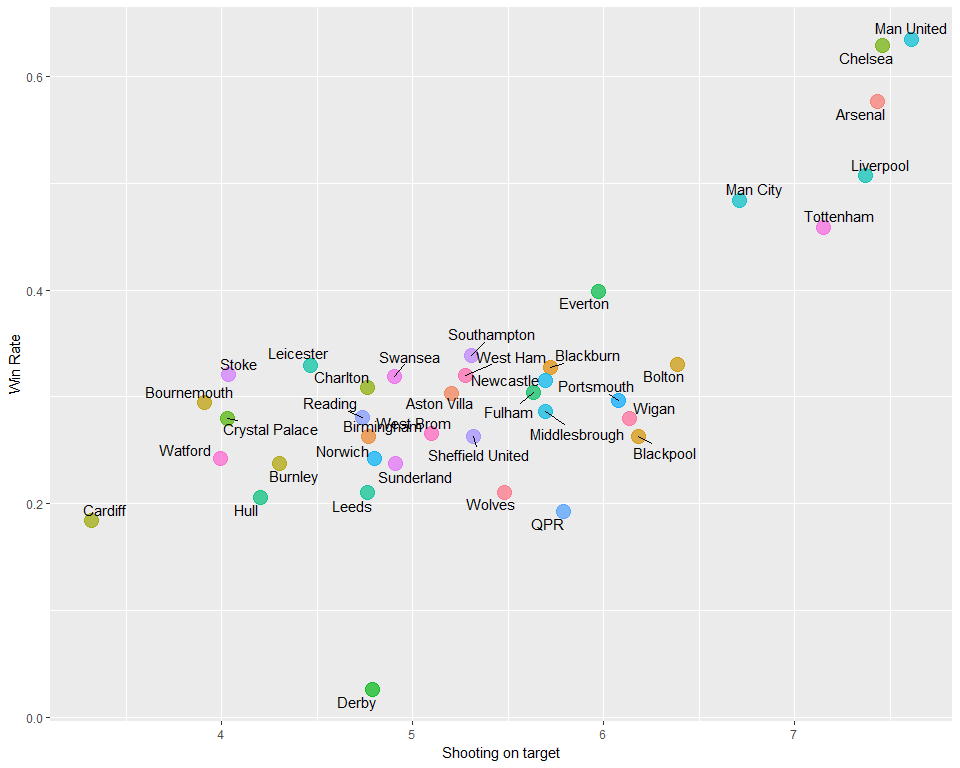 Man United
Chelsea
0.6
Arsenal
Liverpool
Man City
Tottenham
0.4
Everton
Southampton
Leicester
Swansea
West Ham
Blackburn
Stoke
Charlton
Newcastle
Portsmouth
Bolton
Bournemouth
Reading
Aston Villa
Fulham
Wigan
Crystal Palace
Birmingham
West Brom
Middlesbrough
Watford
Norwich
Sheffield United
Blackpool
Burnley
Sunderland
Cardiff
Hull
Leeds
Wolves
0.2
QPR
Derby
0.0
Win Rate
4
5
6
7
Shooting on target